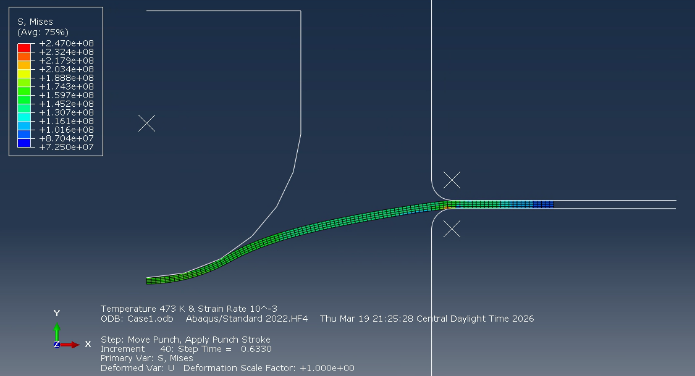 S, Mises
(Avg: 75%)
+2.470e+08
+2.324e+08
+2.179e+08
+2.034e+08
+1.888e+08
+1.743e+08
+1.597e+08
+1.452e+08
+1.307e+08
+1.161e+08
+1.016e+08
+8.704e+07
+7.250e+07
Y
Z
X
Temperature 473 K & Strain Rate 10^-3
ODB: Case1.odb Abaqus/Standard 2022.HF4 Thu Mar 19 21:25:28 Central Daylight Time 2026
Step: Move Punch, Apply Punch Stroke
Increment 40: Step Time = 0.6330
Primary Var: S, Mises
Deformed Var: U Deformation Scale Factor: +1.000e+00